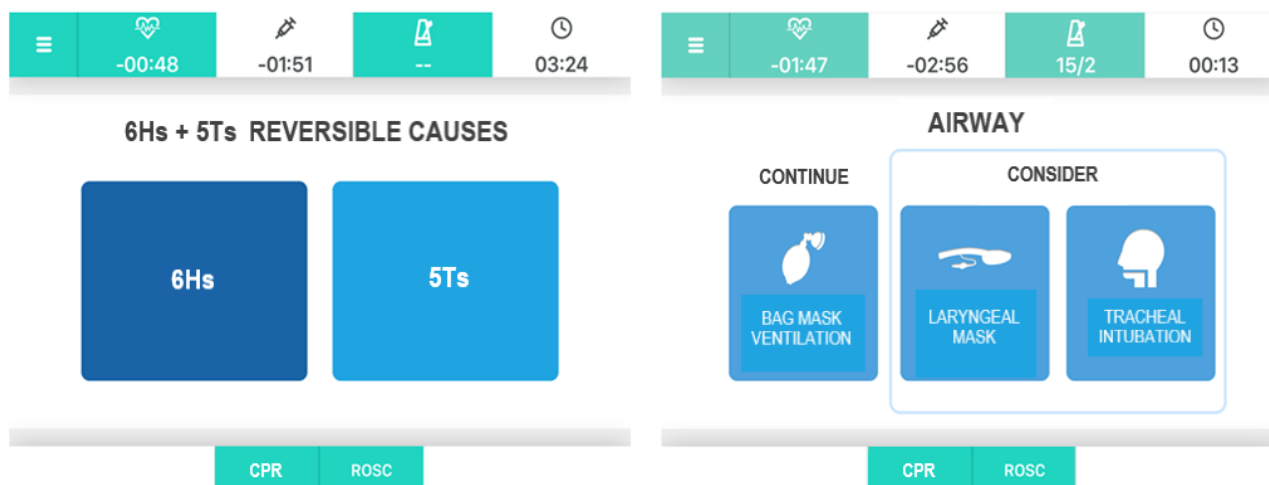 -00:48 -01:51 -- 03:24
6Hs + 5Ts REVERSIBLE CAUSES
6Hs 5Ts
CPR ROSC
-01:47 -02:56 15/2 00:13
AIRWAY
CONTINUE CONSIDER
BAG MASK
VENTILATION
LARYNGEAL
MASK
TRACHEAL
INTUBATION
CPR ROSC